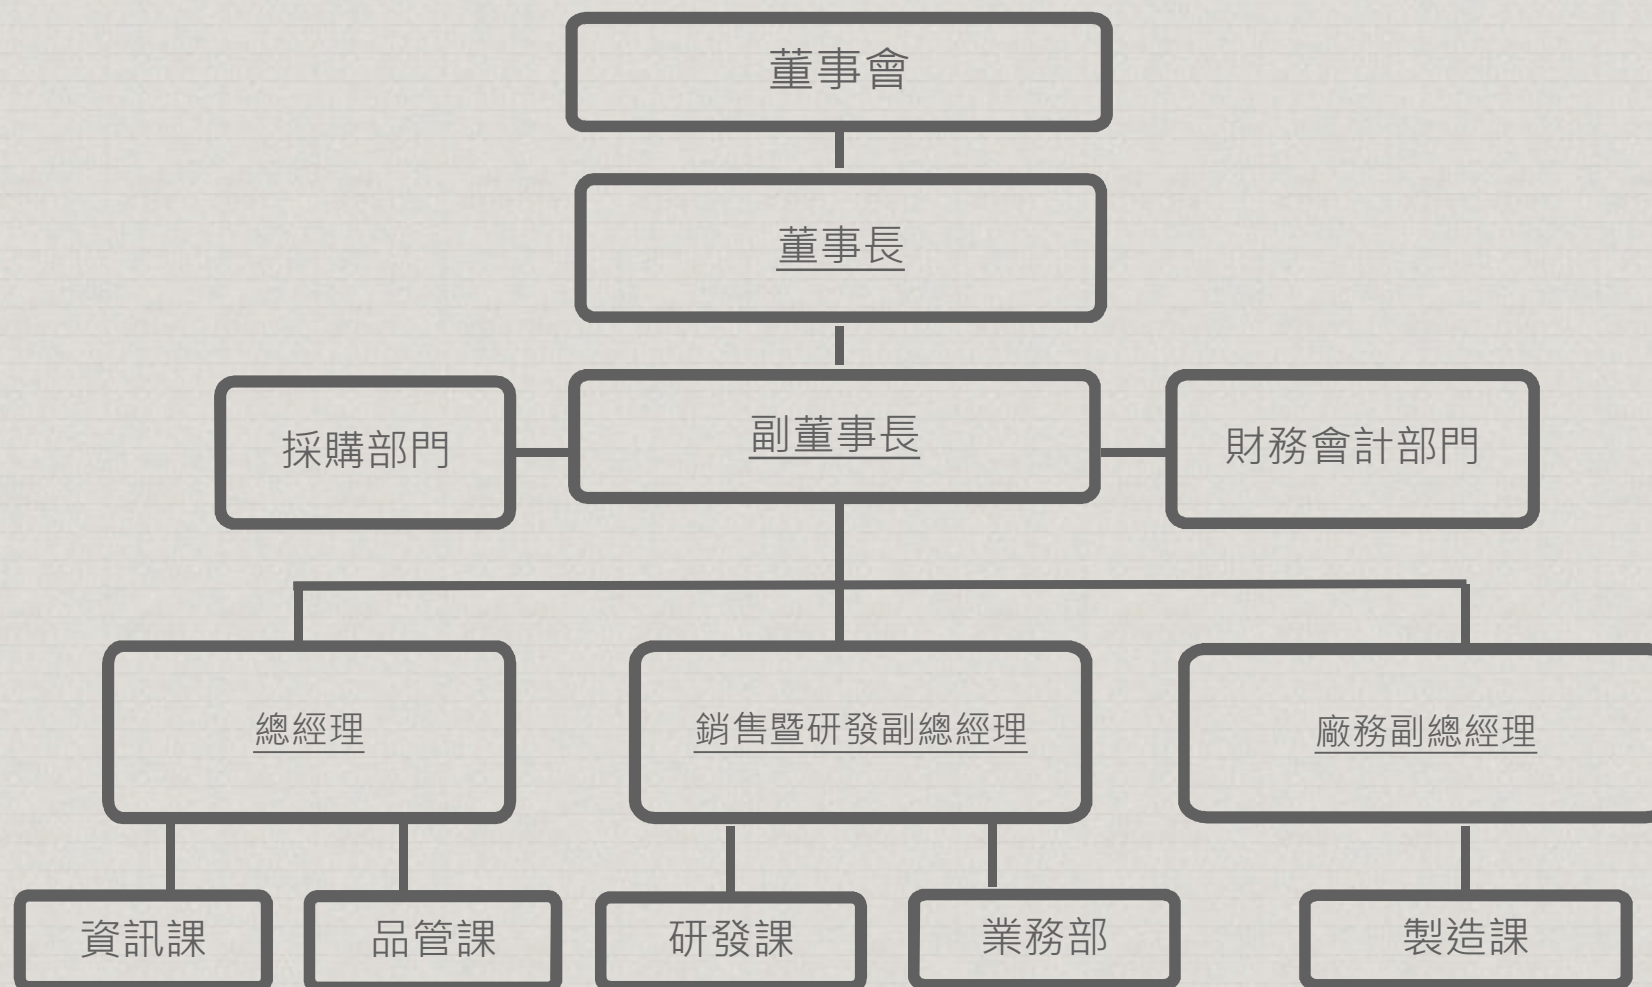 董事會
董事長
採購部門
副董事長
財務會計部門
總經理
銷售暨研發副總經理
廠務副總經理
資訊課
品管課
研發課
業務部
製造課